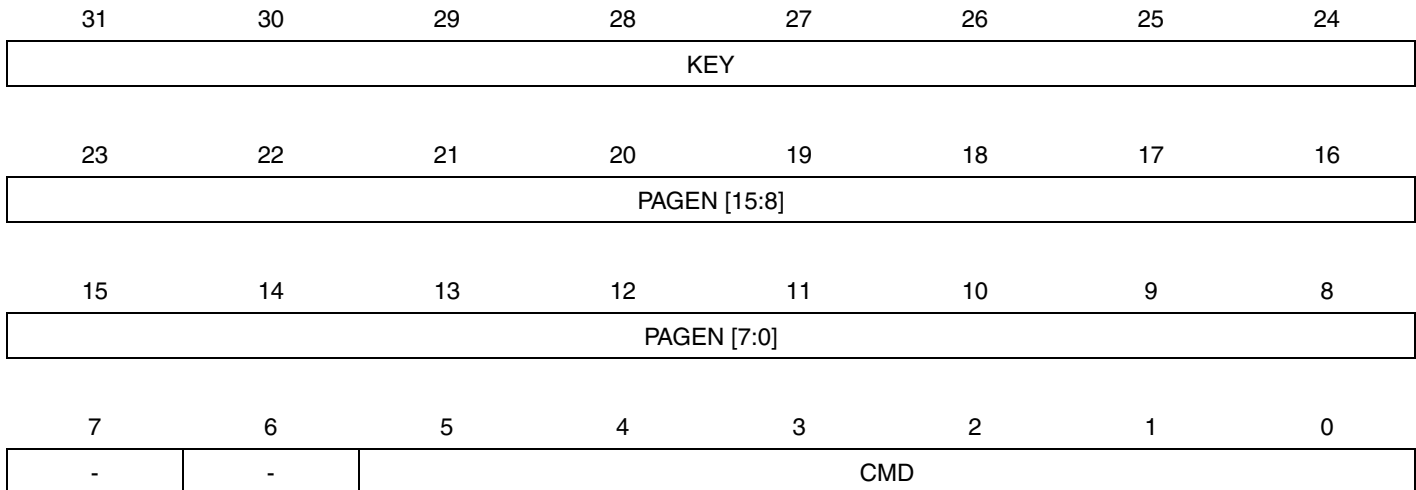 31 30 29 28 27 26 25 24
KEY
23 22 21 20 19 18 17 16
PAGEN [15:8]
15 14 13 12 11 10 9 8
PAGEN [7:0]
7 6 5 4 3 2 1 0
- - CMD